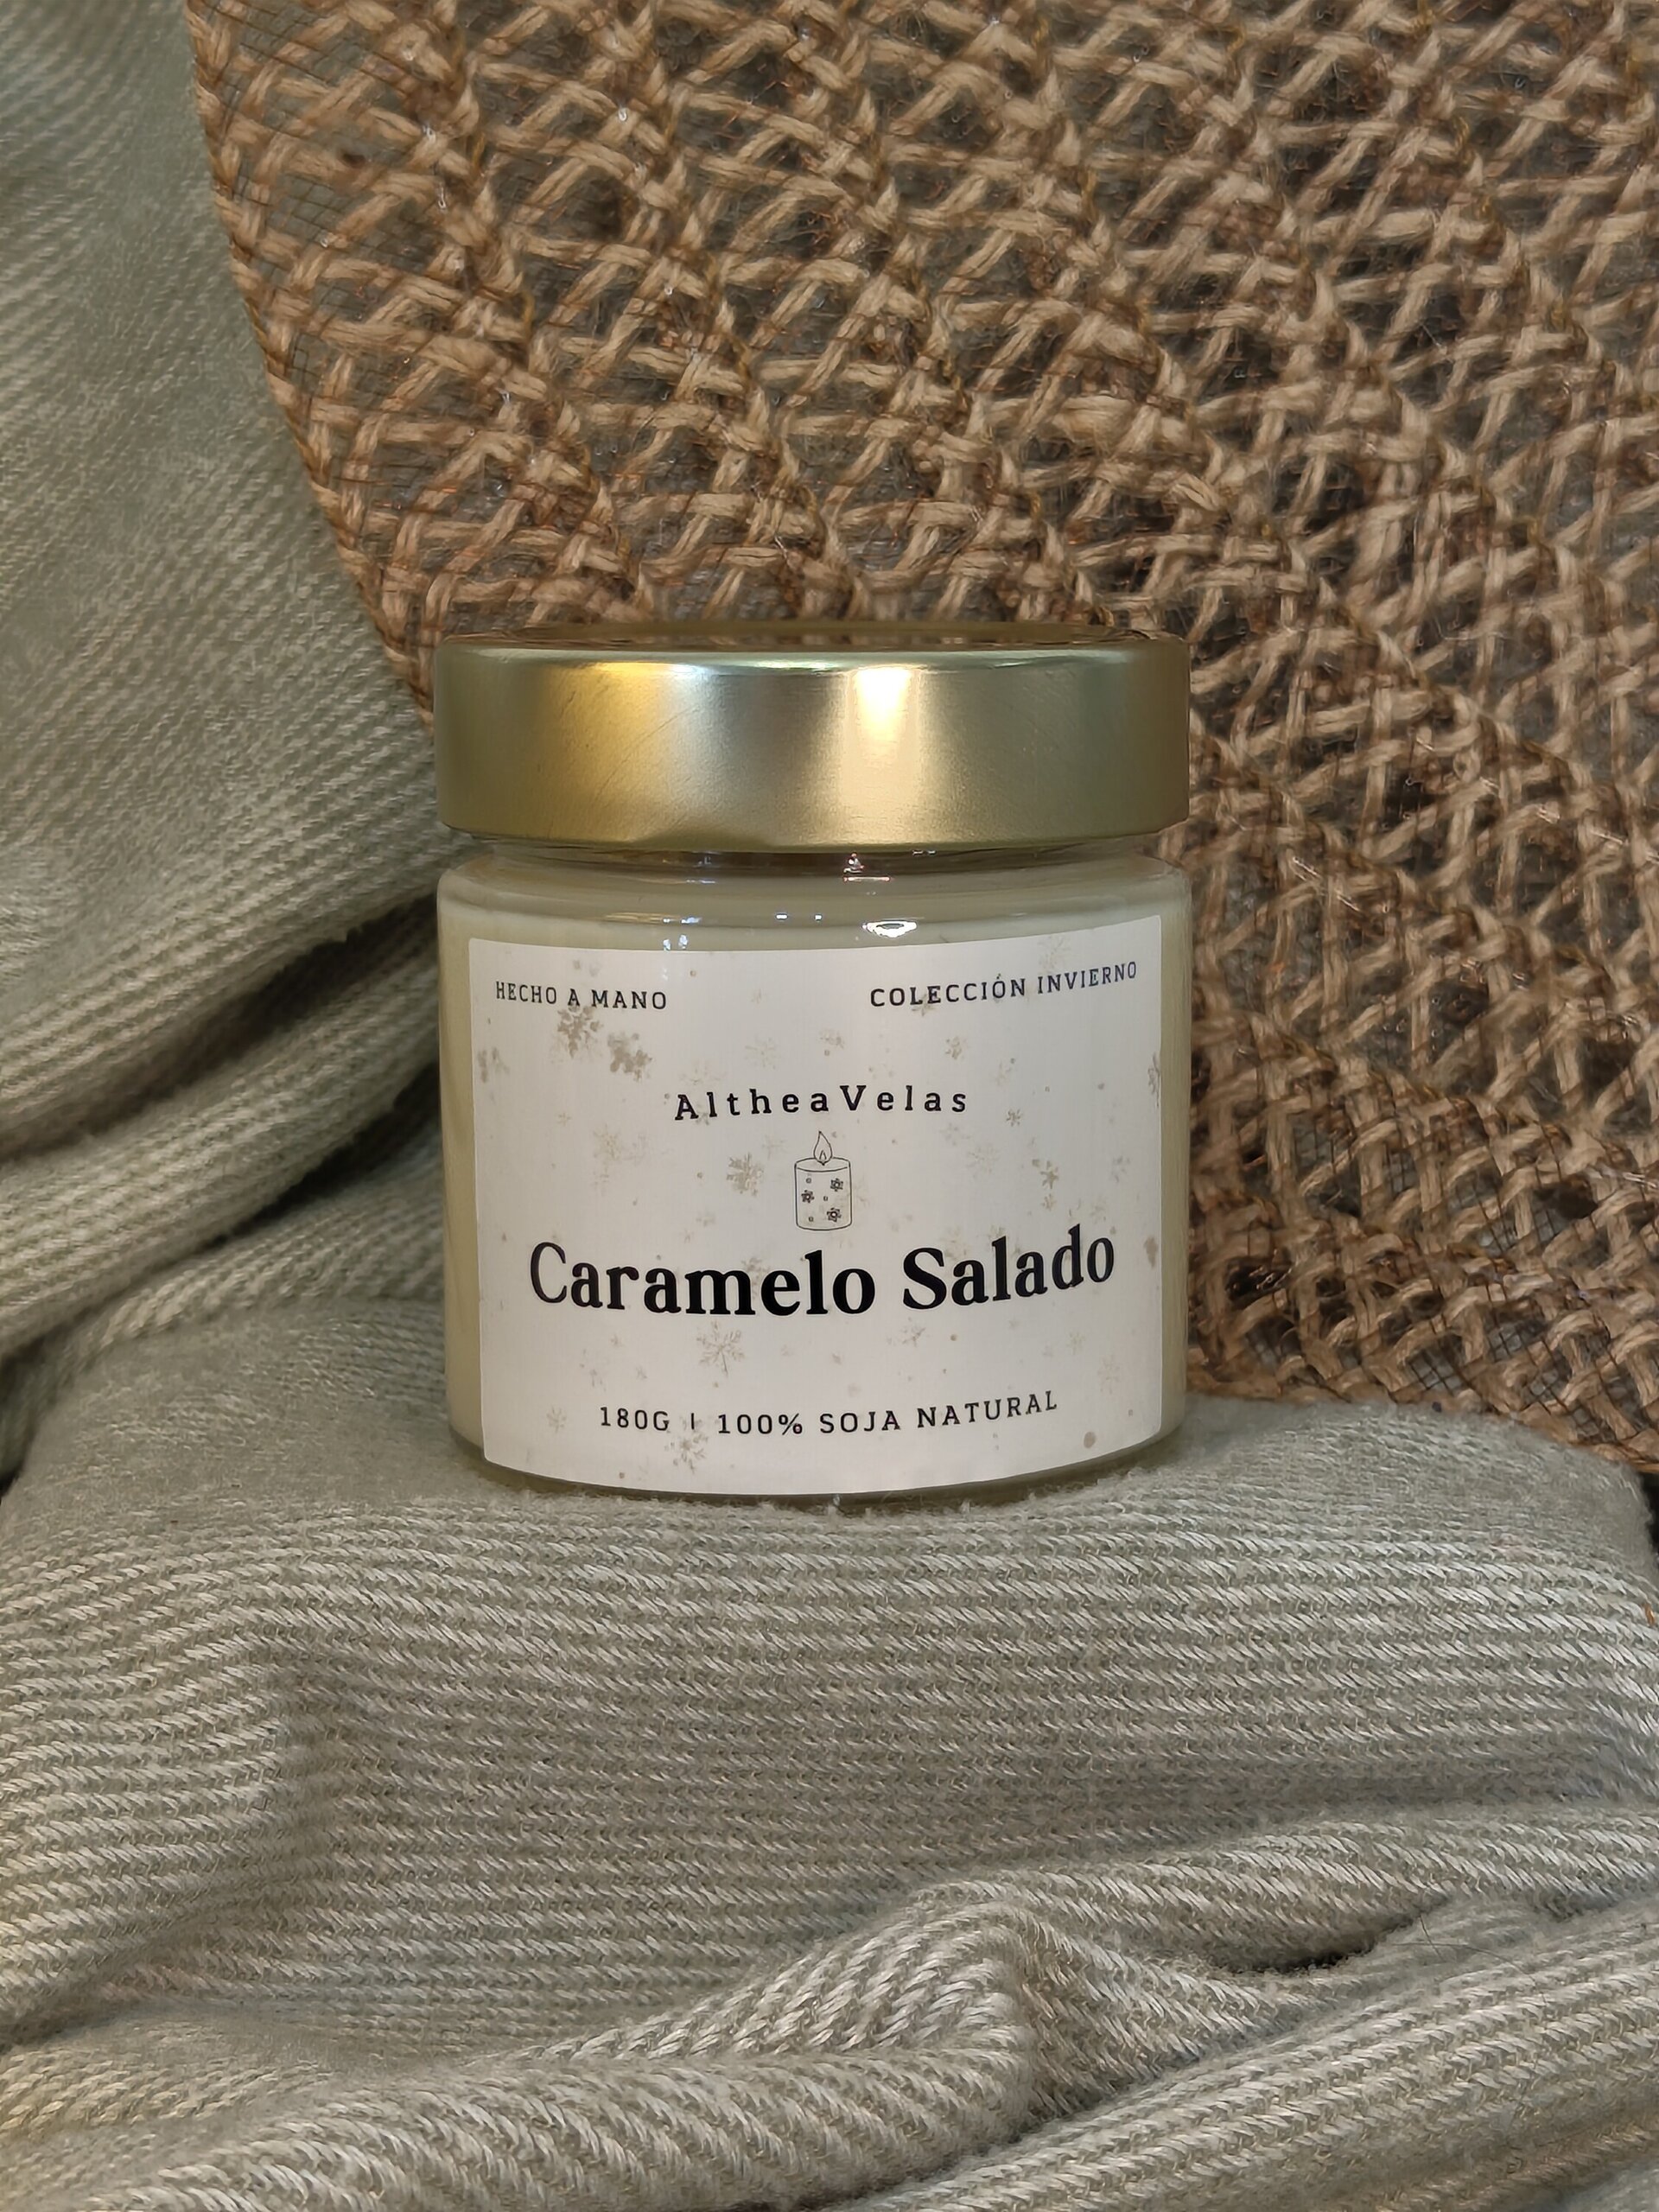 HECHO A MANO
COLECCIÓN INVIERNO
AltheaVelas
Caramelo Salado
180G | 100% SOJA NATURAL